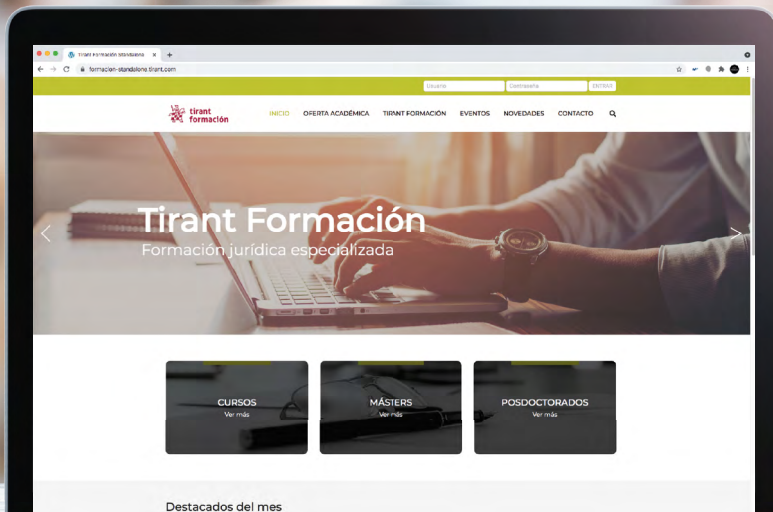 Tirant Formación Standalone
formacion-standalone.tirant.com
Usuario
Contraseña
ENTRAR
tirant
formación
INICIO
OFERTA ACADÉMICA
TIRANT FORMACIÓN
EVENTOS
NOVEDADES
CONTACTO
Tirant Formación
Formación jurídica especializada
CURSOS
Ver más
MÁSTERS
Ver más
POSDOCTORADOS
Ver más
Destacados del mes